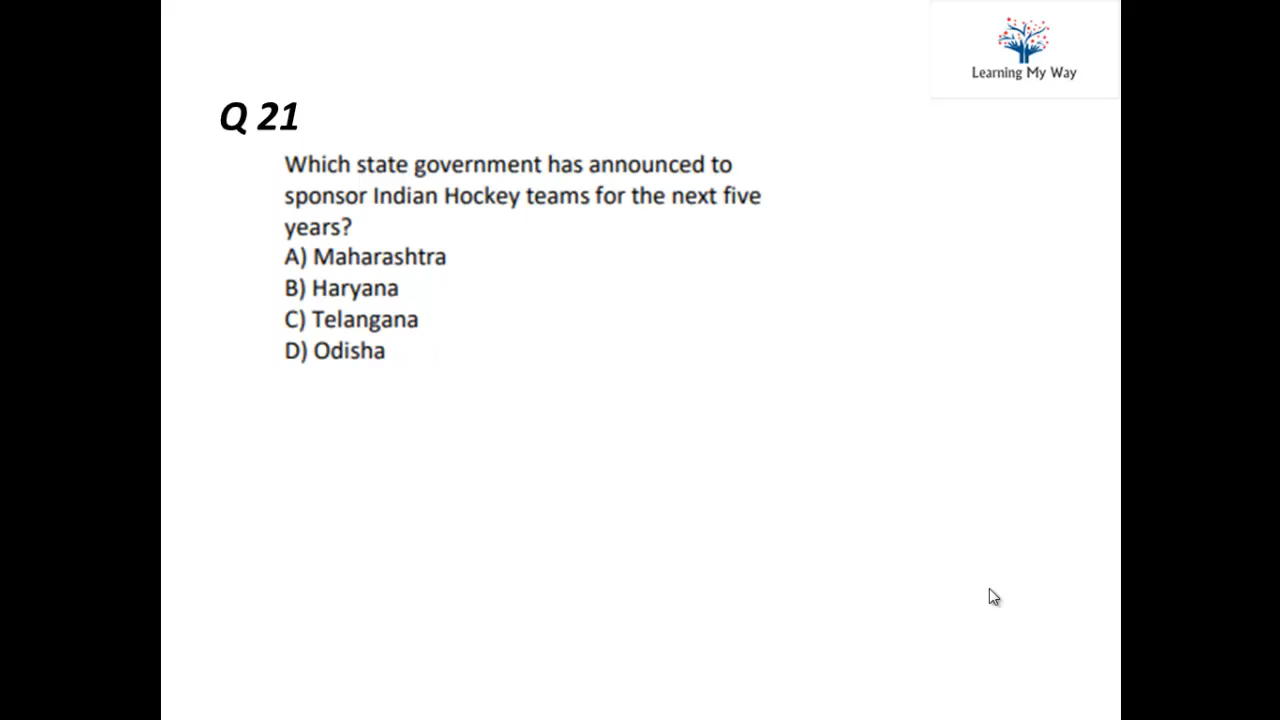 Learning My Way
Q 21
Which state government has announced to
sponsor Indian Hockey teams for the next five
years?
A) Maharashtra
B) Haryana
C) Telangana
D) Odisha